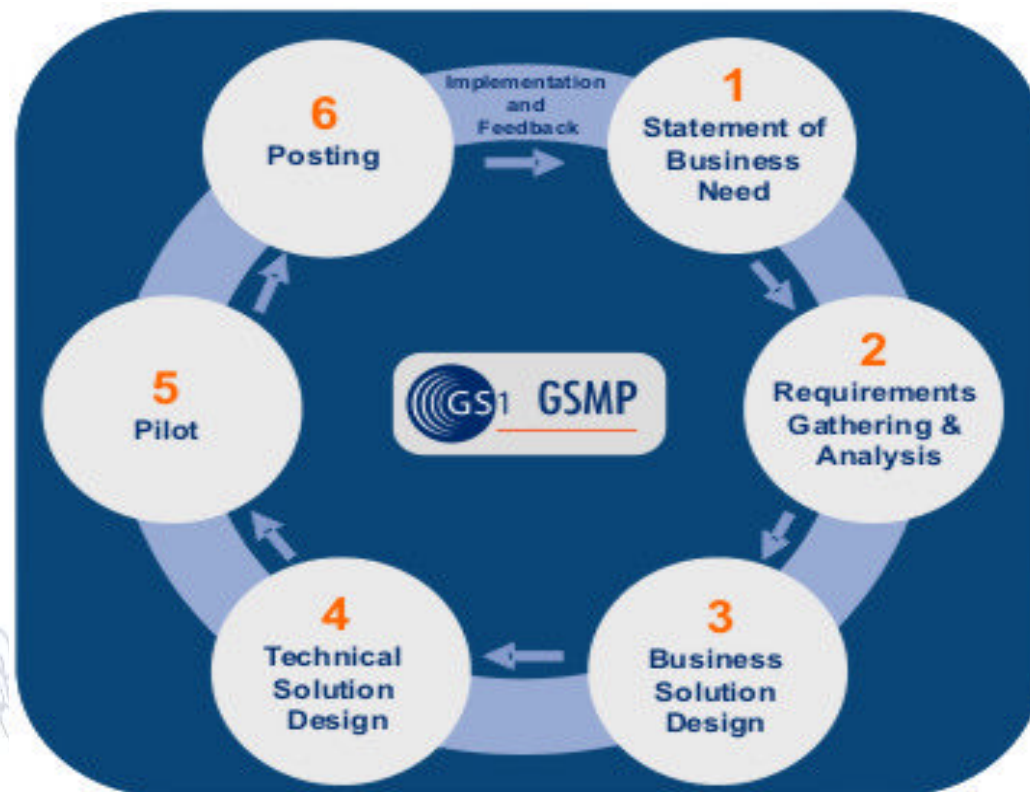 Implementation
and
Feedback
1
Statement of
Business
Need
2
Requirements
Gathering &
Analysis
3
Business
Solution
Design
4
Technical
Solution
Design
5
Pilot
6
Posting
GS1 GSMP